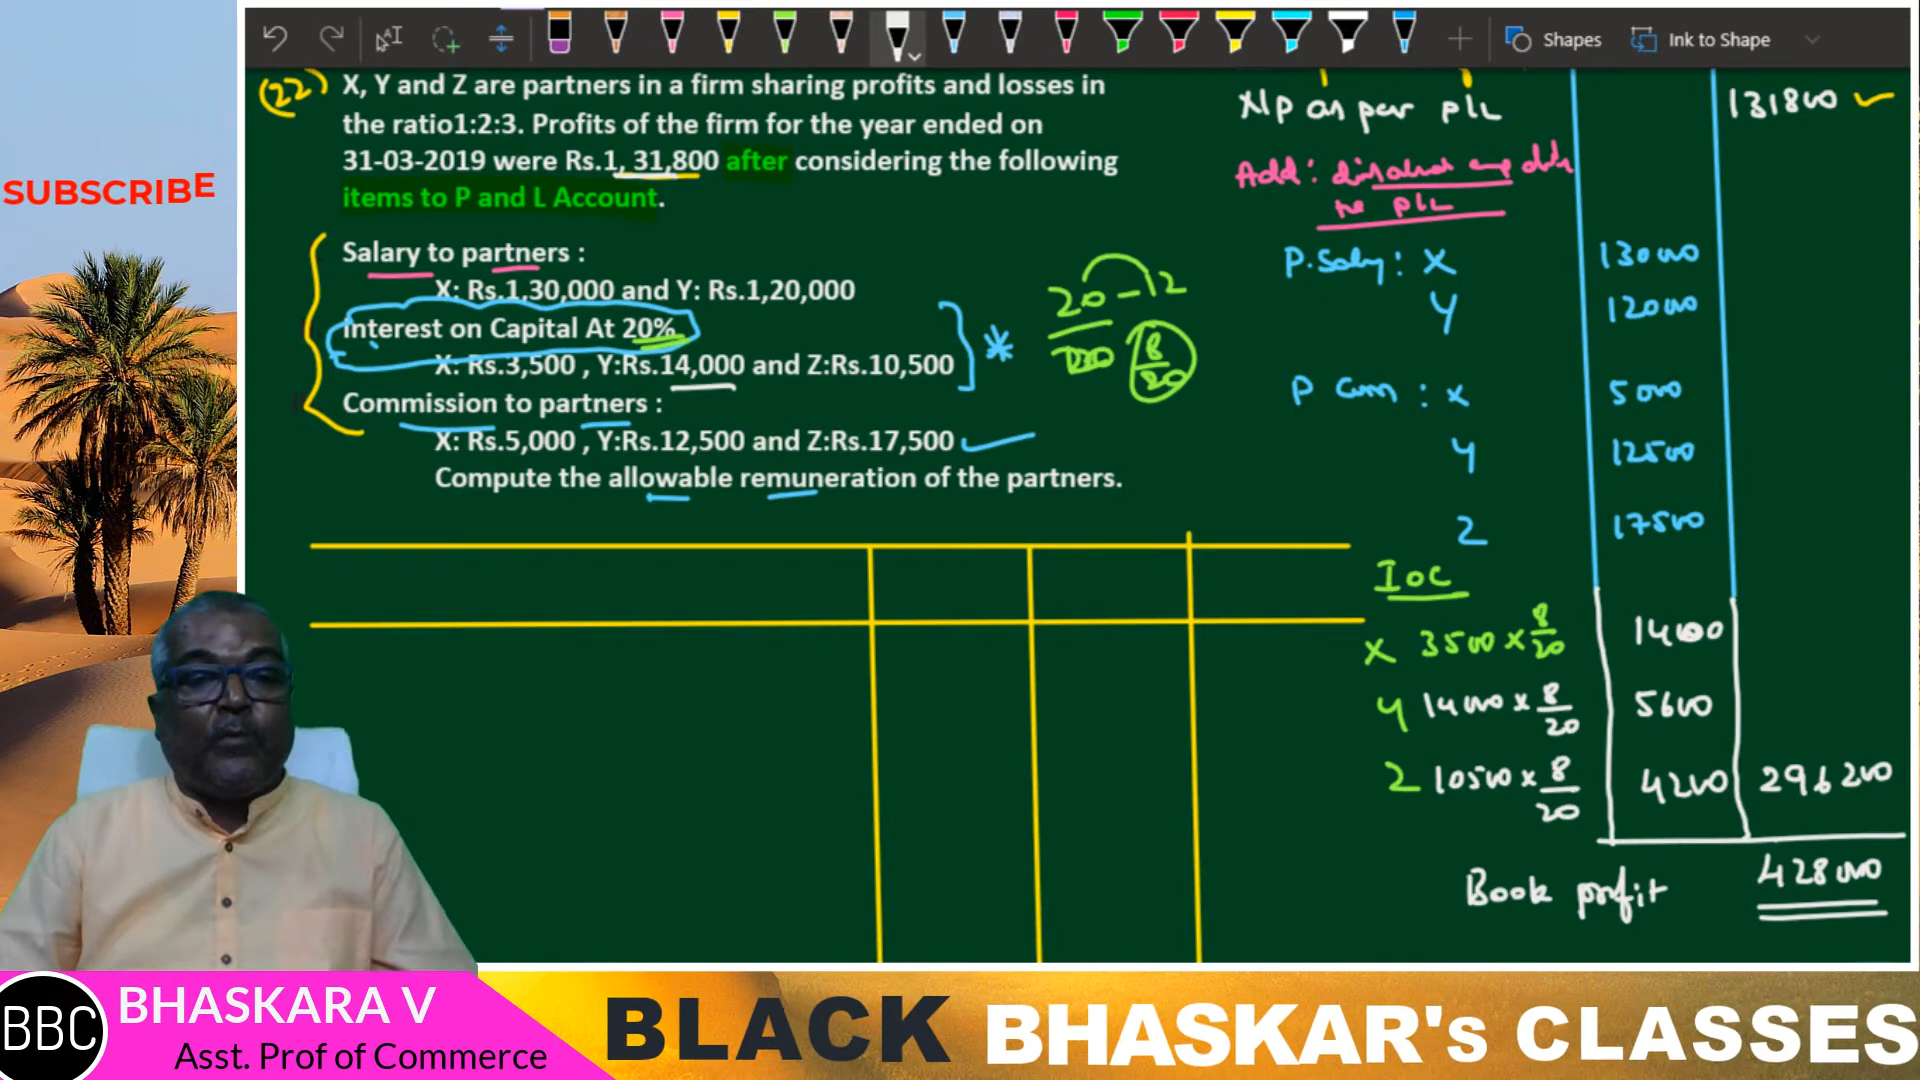 Shapes
Ink to Shape
(22) X, Y and Z are partners in a firm sharing profits and losses in
the ratio1:2:3. Profits of the firm for the year ended on
31-03-2019 were Rs.1, 31,800 after considering the following
items to P and L Account.
Salary to partners :
X: Rs.1,30,000 and Y: Rs.1,20,000
Interest on Capital At 20%
X: Rs.3,500 , Y:Rs.14,000 and Z:Rs.10,500
Commission to partners :
X: Rs.5,000 , Y:Rs.12,500 and Z:Rs.17,500
Compute the allowable remuneration of the partners.
20 - 12
8
20
N/p as per p/L 131800
Add:
to P/L
P. Saly : X 130000
Y 120000
P Com : X 5000
Y 12500
Z 17500
IOC
X 3500 × 8/20 1400
Y 14000 × 8/20 5600
Z 10500 × 8/20 4200 296200
Book profit 428000
SUBSCRIBE
BBC
BHASKARA V
Asst. Prof of Commerce
BLACK BHASKAR's CLASSES